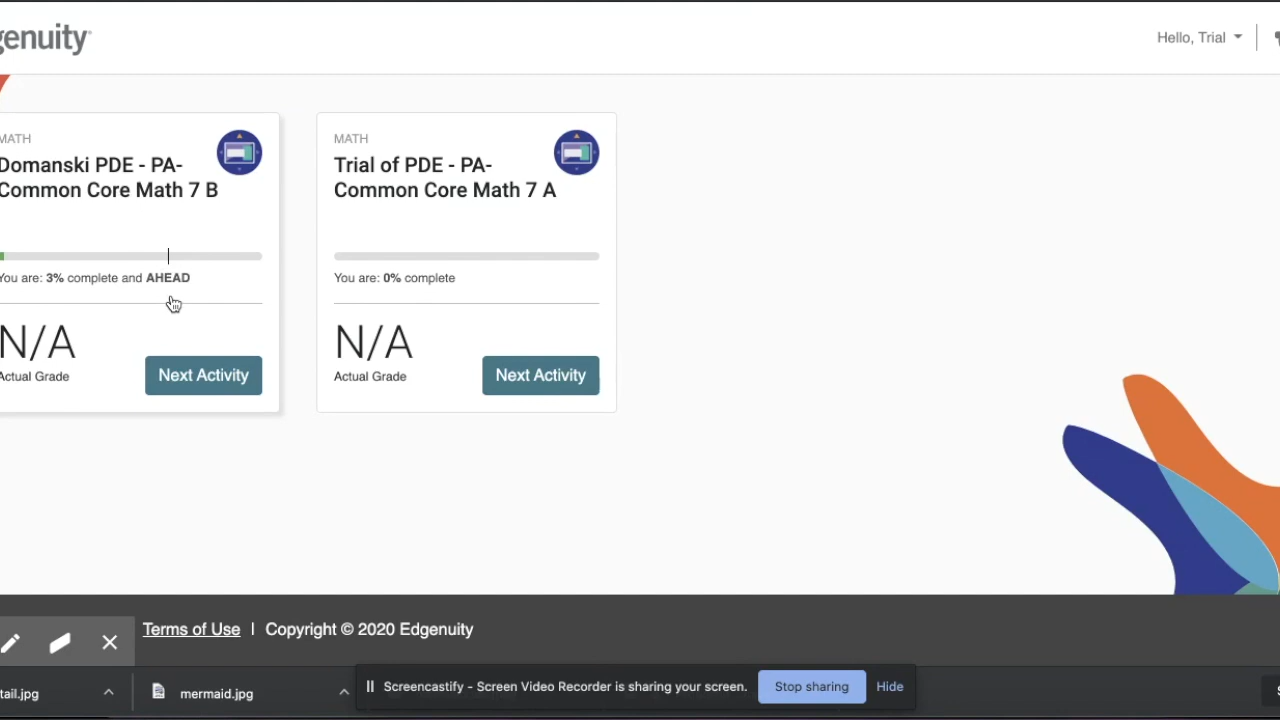 genuity
Hello, Trial
MATH
Domanski PDE - PA-
Common Core Math 7 B
You are: 3% complete and AHEAD
N/A
Actual Grade
Next Activity
MATH
Trial of PDE - PA-
Common Core Math 7 A
You are: 0% complete
N/A
Actual Grade
Next Activity
Terms of Use | Copyright © 2020 Edgenuity
tail.jpg
mermaid.jpg
Screencastify - Screen Video Recorder is sharing your screen.
Stop sharing
Hide